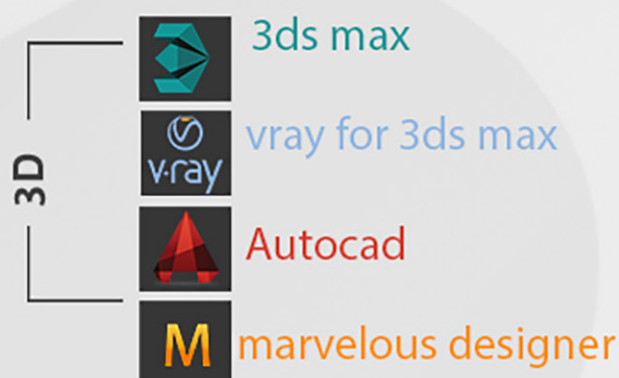 3D
3ds max
v·ray
vray for 3ds max
Autocad
M
marvelous designer